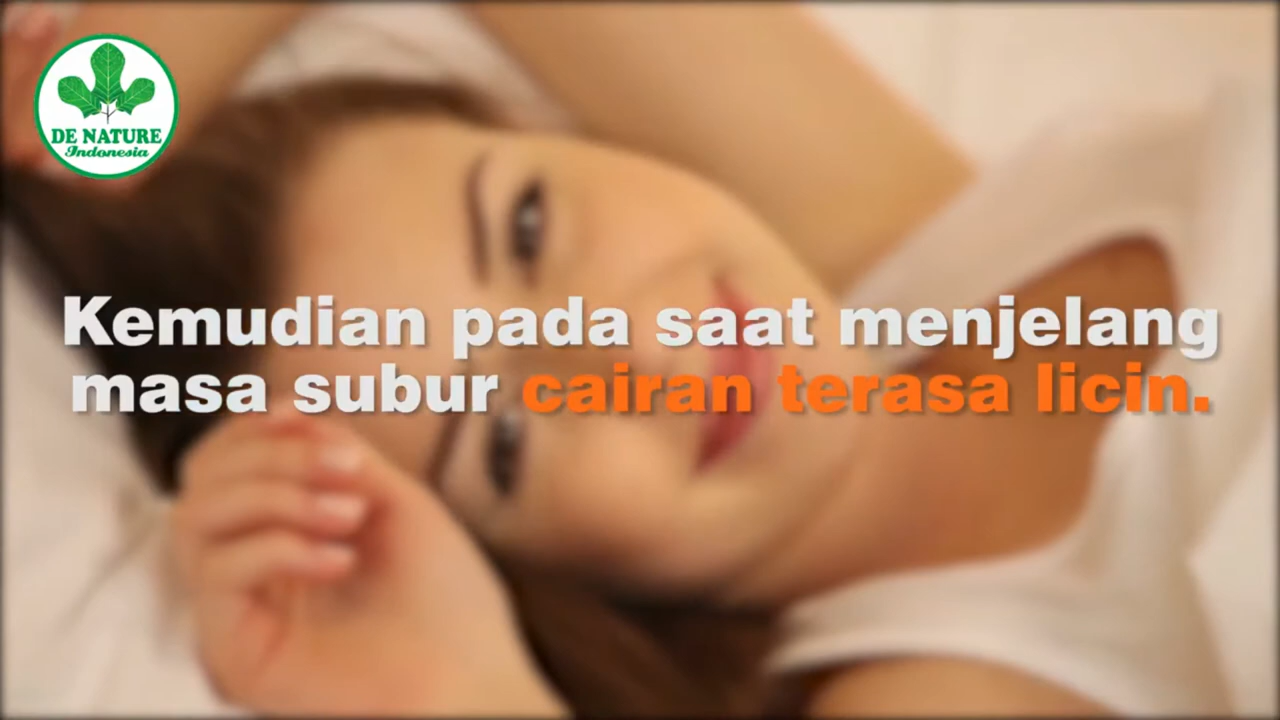 DE NATURE
Indonesia
Kemudian pada saat menjelang
masa subur cairan terasa licin.